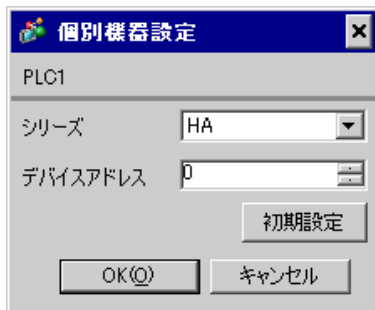 個別機器設定
PLC1
シリーズ HA
デバイスアドレス 0
初期設定
OK(O) キャンセル